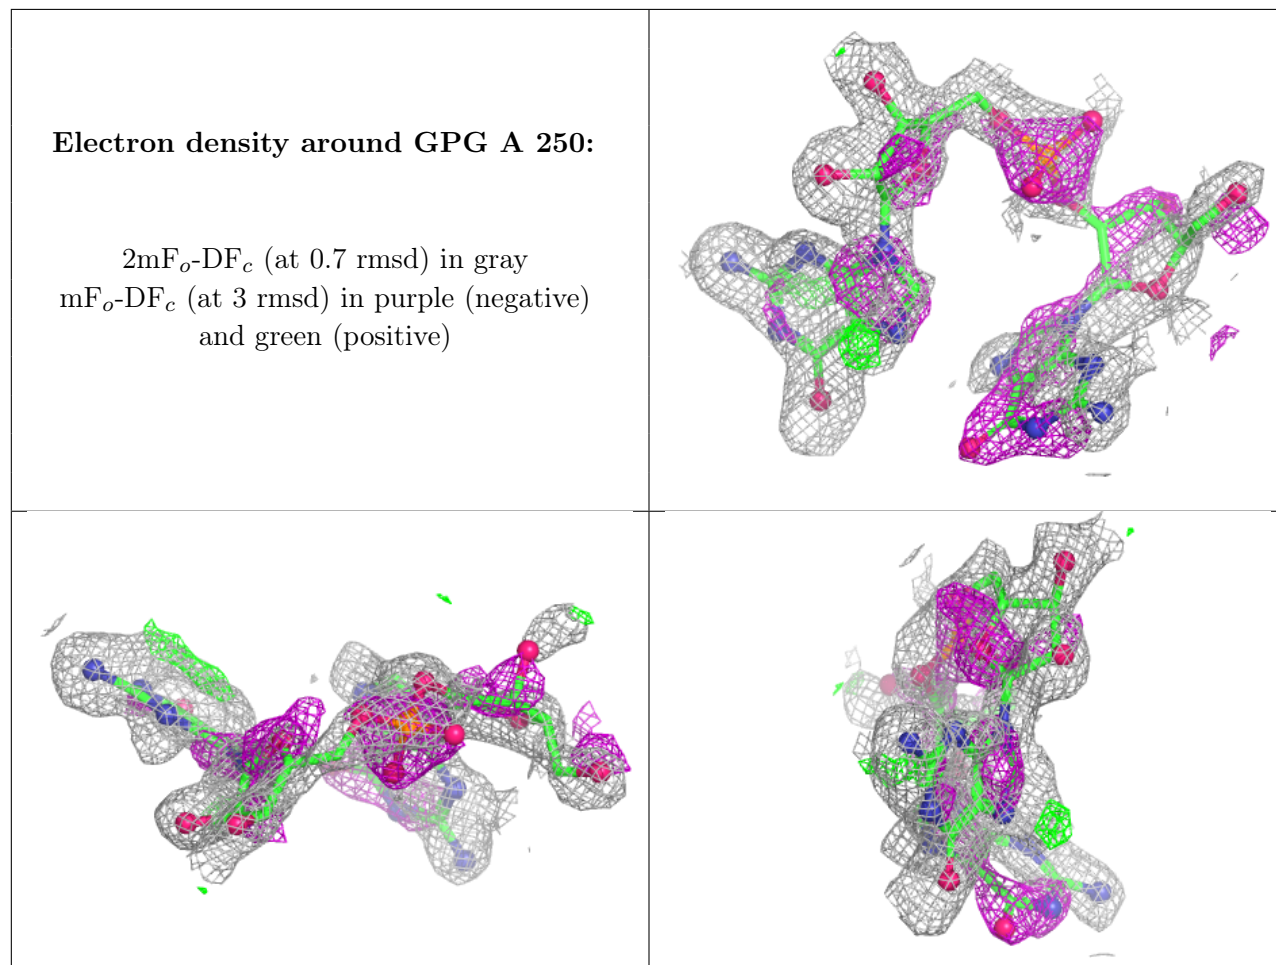 Electron density around GPG A 250:
2mFo-DFc (at 0.7 rmsd) in gray
mFo-DFc (at 3 rmsd) in purple (negative)
and green (positive)